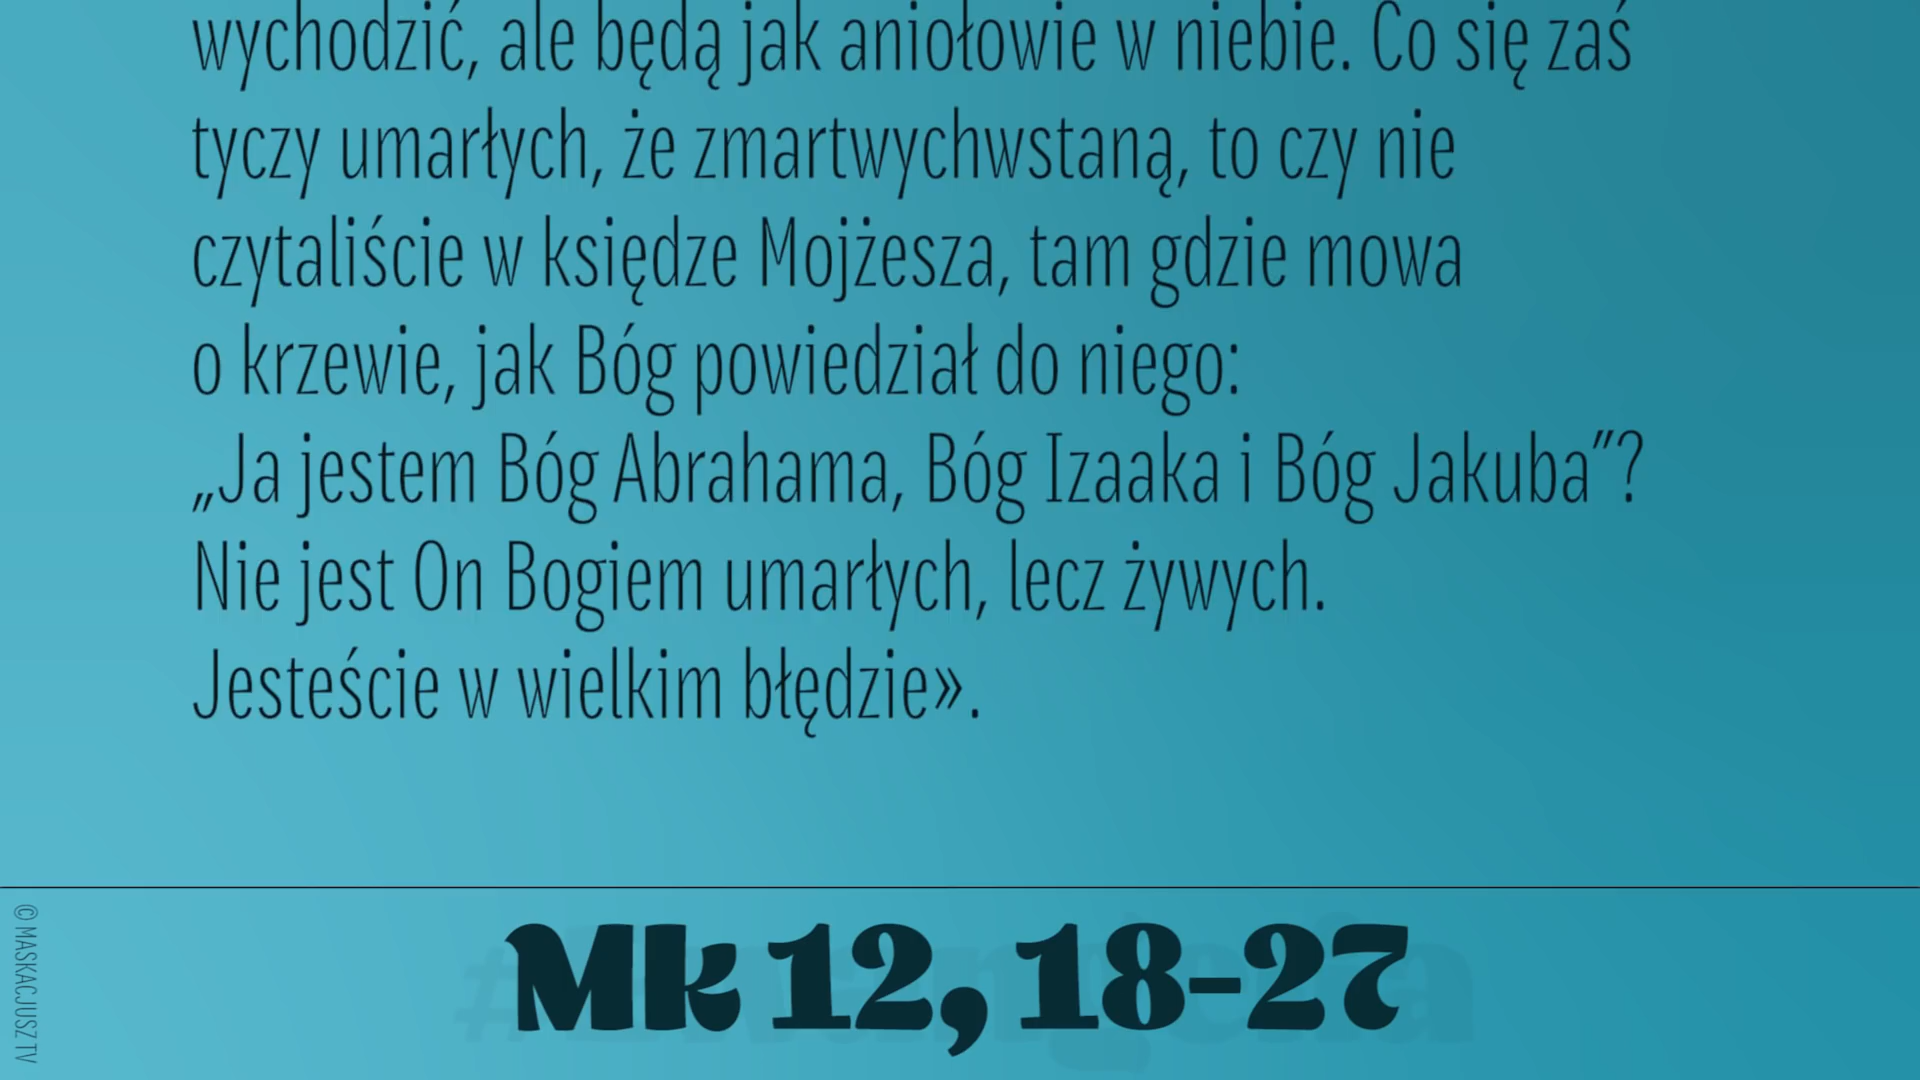 wychodzić, ale będą jak aniołowie w niebie. Co się zaś
tyczy umarłych, że zmartwychwstaną, to czy nie
czytaliście w księdze Mojżesza, tam gdzie mowa
o krzewie, jak Bóg powiedział do niego:
„Ja jestem Bóg Abrahama, Bóg Izaaka i Bóg Jakuba”?
Nie jest On Bogiem umarłych, lecz żywych.
Jesteście w wielkim błędzie».
Mk 12, 18-27
© MASKACJUSZ TV